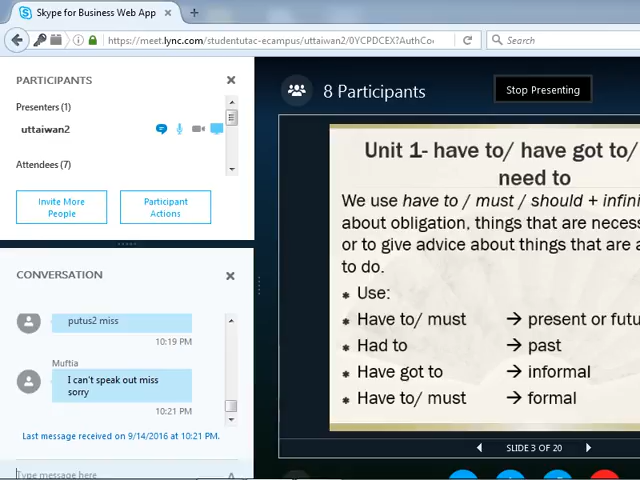 Skype for Business Web App
https://meet.lync.com/studentutac-ecampus/uttaiwan2/0YCPDCEX?AuthCo
Search
PARTICIPANTS
Presenters (1)
uttaiwan2
Attendees (7)
Invite More People
Participant Actions
CONVERSATION
putus2 miss
10:19 PM
Muftia
I can't speak out miss
sorry
10:21 PM
Last message received on 9/14/2016 at 10:21 PM.
Type message here
8 Participants
Stop Presenting
Unit 1- have to/ have got to/
need to
We use have to / must / should + infini
about obligation, things that are neces
or to give advice about things that are a
to do.
* Use:
* Have to/ must → present or futu
* Had to → past
* Have got to → informal
* Have to/ must → formal
SLIDE 3 OF 20